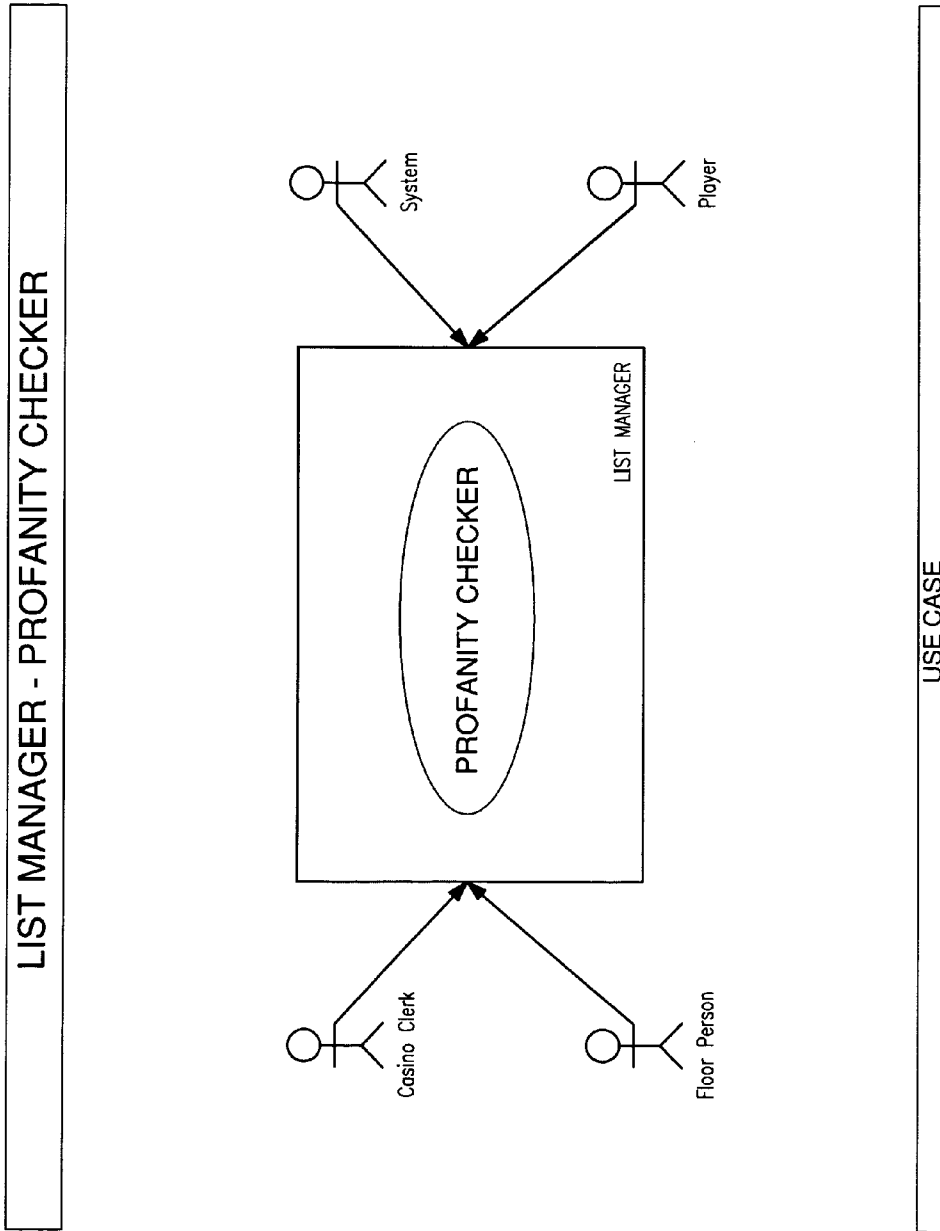 LIST MANAGER - PROFANITY CHECKER
Casino Clerk
System
PROFANITY CHECKER
LIST MANAGER
Floor Person
Player
USE CASE